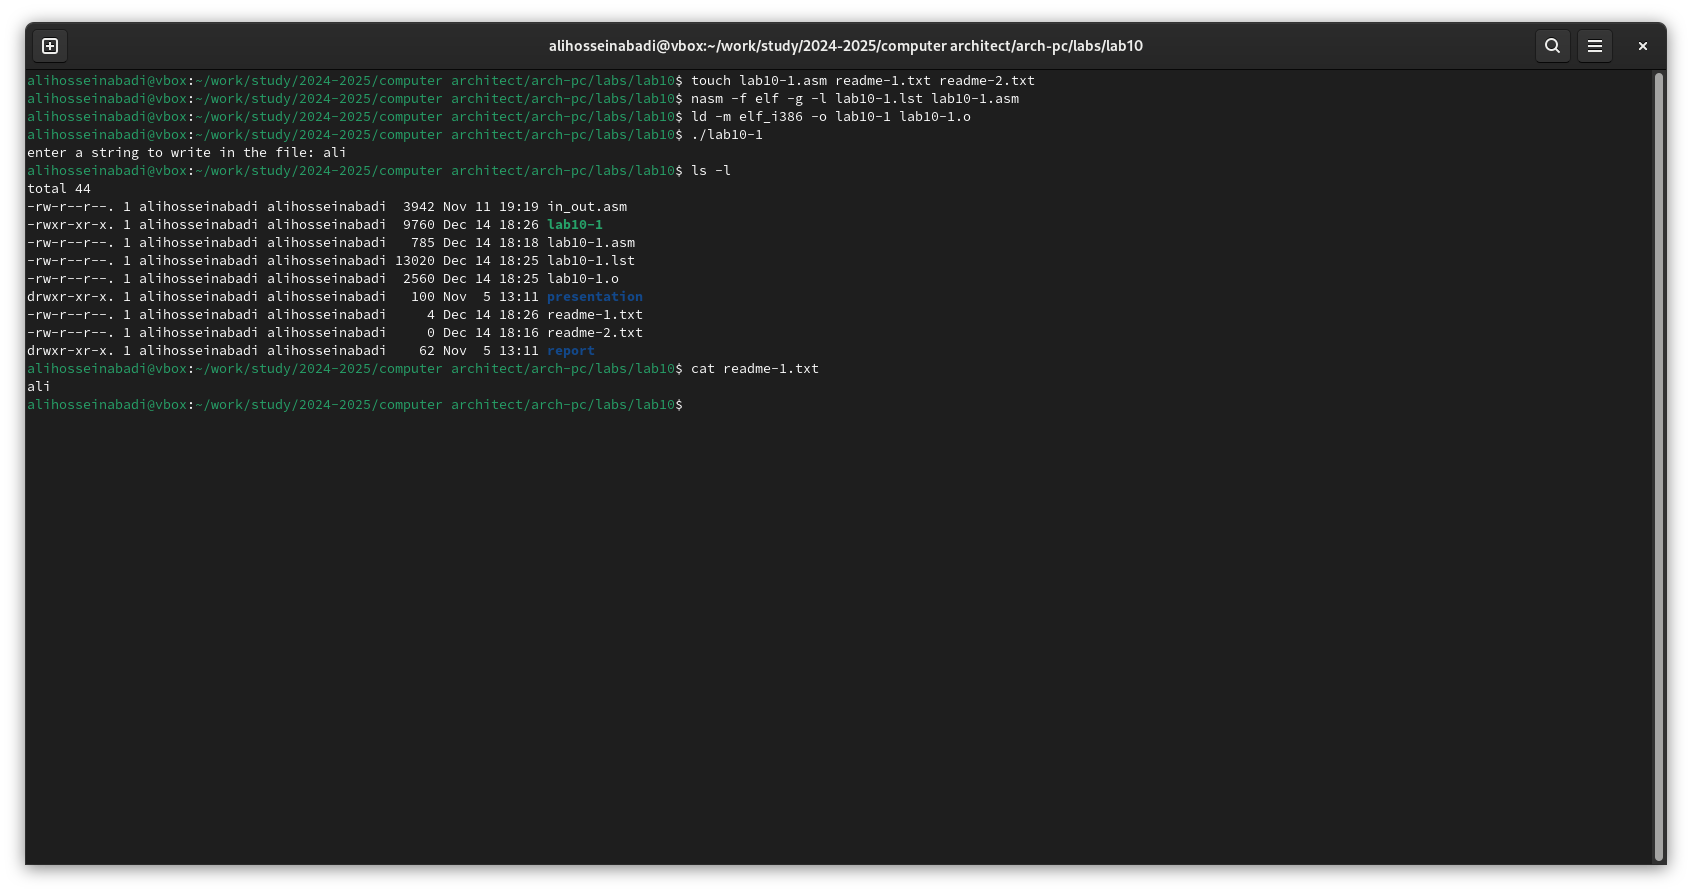 alihosseinabadi@vbox:~/work/study/2024-2025/computer architect/arch-pc/labs/lab10
alihosseinabadi@vbox:~/work/study/2024-2025/computer architect/arch-pc/labs/lab10$ touch lab10-1.asm readme-1.txt readme-2.txt
alihosseinabadi@vbox:~/work/study/2024-2025/computer architect/arch-pc/labs/lab10$ nasm -f elf -g -l lab10-1.lst lab10-1.asm
alihosseinabadi@vbox:~/work/study/2024-2025/computer architect/arch-pc/labs/lab10$ ld -m elf_i386 -o lab10-1 lab10-1.o
alihosseinabadi@vbox:~/work/study/2024-2025/computer architect/arch-pc/labs/lab10$ ./lab10-1
enter a string to write in the file: ali
alihosseinabadi@vbox:~/work/study/2024-2025/computer architect/arch-pc/labs/lab10$ ls -l
total 44
-rw-r--r--. 1 alihosseinabadi alihosseinabadi  3942 Nov 11 19:19 in_out.asm
-rwxr-xr-x. 1 alihosseinabadi alihosseinabadi  9760 Dec 14 18:26 lab10-1
-rw-r--r--. 1 alihosseinabadi alihosseinabadi   785 Dec 14 18:18 lab10-1.asm
-rw-r--r--. 1 alihosseinabadi alihosseinabadi 13020 Dec 14 18:25 lab10-1.lst
-rw-r--r--. 1 alihosseinabadi alihosseinabadi  2560 Dec 14 18:25 lab10-1.o
drwxr-xr-x. 1 alihosseinabadi alihosseinabadi   100 Nov  5 13:11 presentation
-rw-r--r--. 1 alihosseinabadi alihosseinabadi     4 Dec 14 18:26 readme-1.txt
-rw-r--r--. 1 alihosseinabadi alihosseinabadi     0 Dec 14 18:16 readme-2.txt
drwxr-xr-x. 1 alihosseinabadi alihosseinabadi    62 Nov  5 13:11 report
alihosseinabadi@vbox:~/work/study/2024-2025/computer architect/arch-pc/labs/lab10$ cat readme-1.txt
ali
alihosseinabadi@vbox:~/work/study/2024-2025/computer architect/arch-pc/labs/lab10$